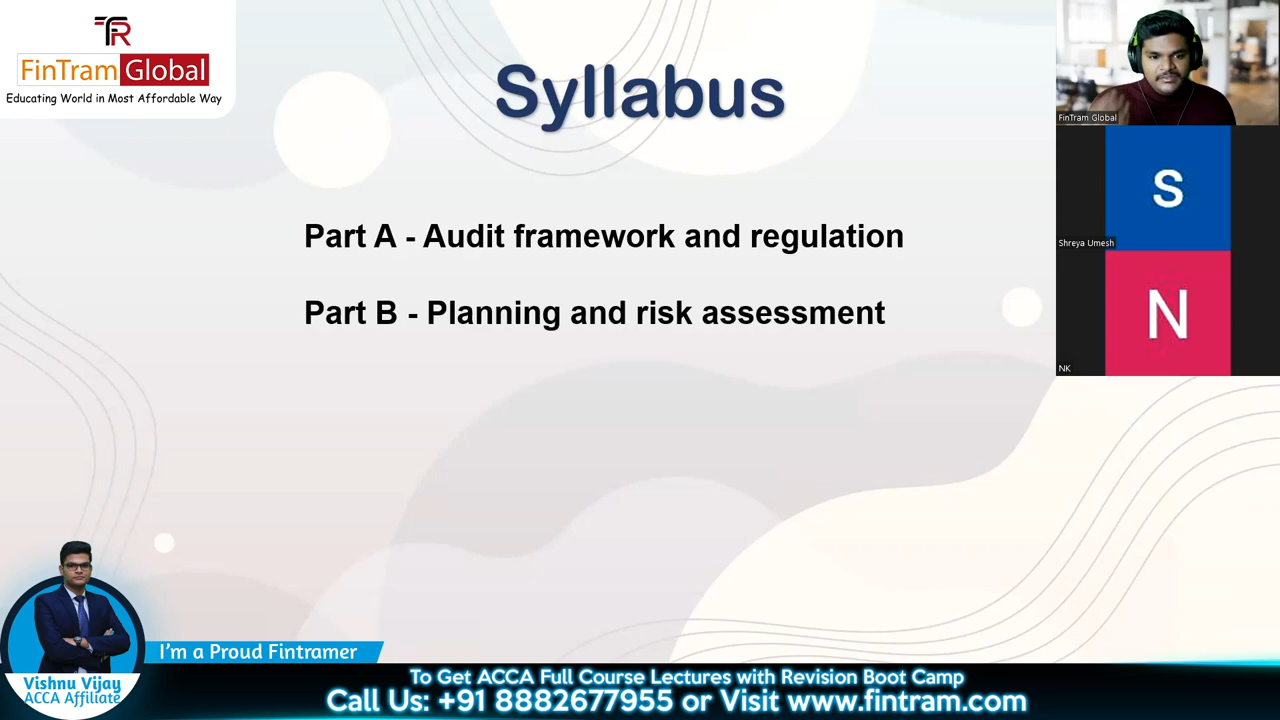 TR
FinTram Global
Educating World in Most Affordable Way
Syllabus
Part A - Audit framework and regulation
Part B - Planning and risk assessment
FinTram Global
S
Shreya Umesh
N
NK
I'm a Proud Fintramer
Vishnu Vijay
ACCA Affiliate
To Get ACCA Full Course Lectures with Revision Boot Camp
Call Us: +91 8882677955 or Visit www.fintram.com